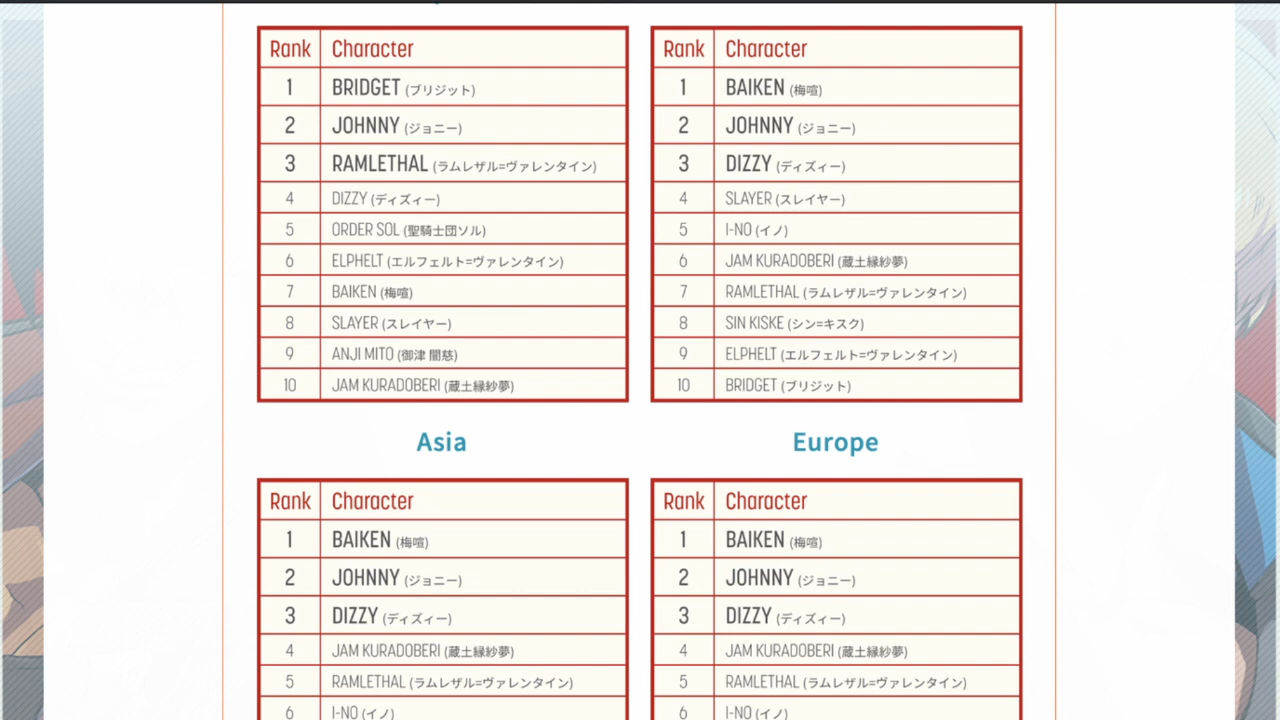 Rank Character
1 BRIDGET (ブリジット)
2 JOHNNY (ジョニー)
3 RAMLETHAL (ラムレザル=ヴァレンタイン)
4 DIZZY (ディズィー)
5 ORDER SOL (聖騎士団ソル)
6 ELPHELT (エルフェルト=ヴァレンタイン)
7 BAIKEN (梅喧)
8 SLAYER (スレイヤー)
9 ANJI MITO (御津 闇慈)
10 JAM KURADOBERI (蔵土縁紗夢)
Rank Character
1 BAIKEN (梅喧)
2 JOHNNY (ジョニー)
3 DIZZY (ディズィー)
4 SLAYER (スレイヤー)
5 I-NO (イノ)
6 JAM KURADOBERI (蔵土縁紗夢)
7 RAMLETHAL (ラムレザル=ヴァレンタイン)
8 SIN KISKE (シン=キスク)
9 ELPHELT (エルフェルト=ヴァレンタイン)
10 BRIDGET (ブリジット)
Asia
Rank Character
1 BAIKEN (梅喧)
2 JOHNNY (ジョニー)
3 DIZZY (ディズィー)
4 JAM KURADOBERI (蔵土縁紗夢)
5 RAMLETHAL (ラムレザル=ヴァレンタイン)
6 I-NO (イノ)
Europe
Rank Character
1 BAIKEN (梅喧)
2 JOHNNY (ジョニー)
3 DIZZY (ディズィー)
4 JAM KURADOBERI (蔵土縁紗夢)
5 RAMLETHAL (ラムレザル=ヴァレンタイン)
6 I-NO (イノ)